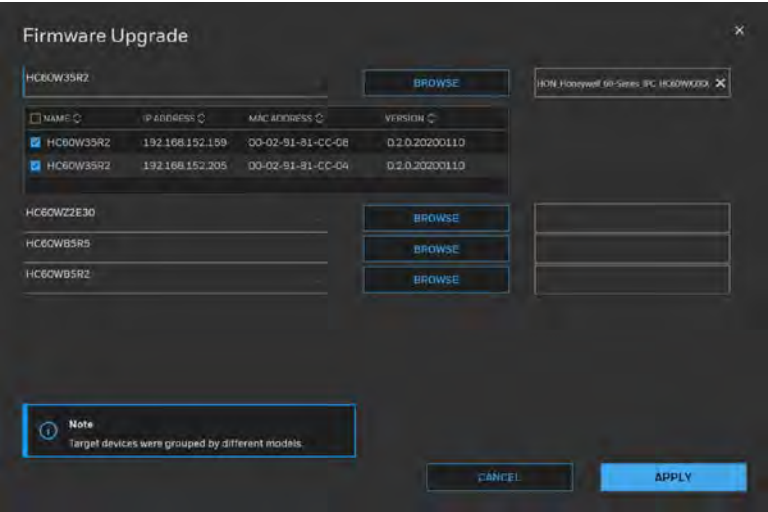 Firmware Upgrade
HC60W35R2
BROWSE
HON_Honeywell 60-Series IPC
NAME IP ADDRESS MAC ADDRESS VERSION
HC60W35R2 192.168.152.159 00-02-91-81-CC-08 0.2.0.20200110
HC60W35R2 192.168.152.205 00-02-91-81-CC-04 0.2.0.20200110
HC60WZ2E30
BROWSE
HC60WB5R5
BROWSE
HC60WB5R2
BROWSE
Note
Target devices were grouped by different models.
CANCEL
APPLY